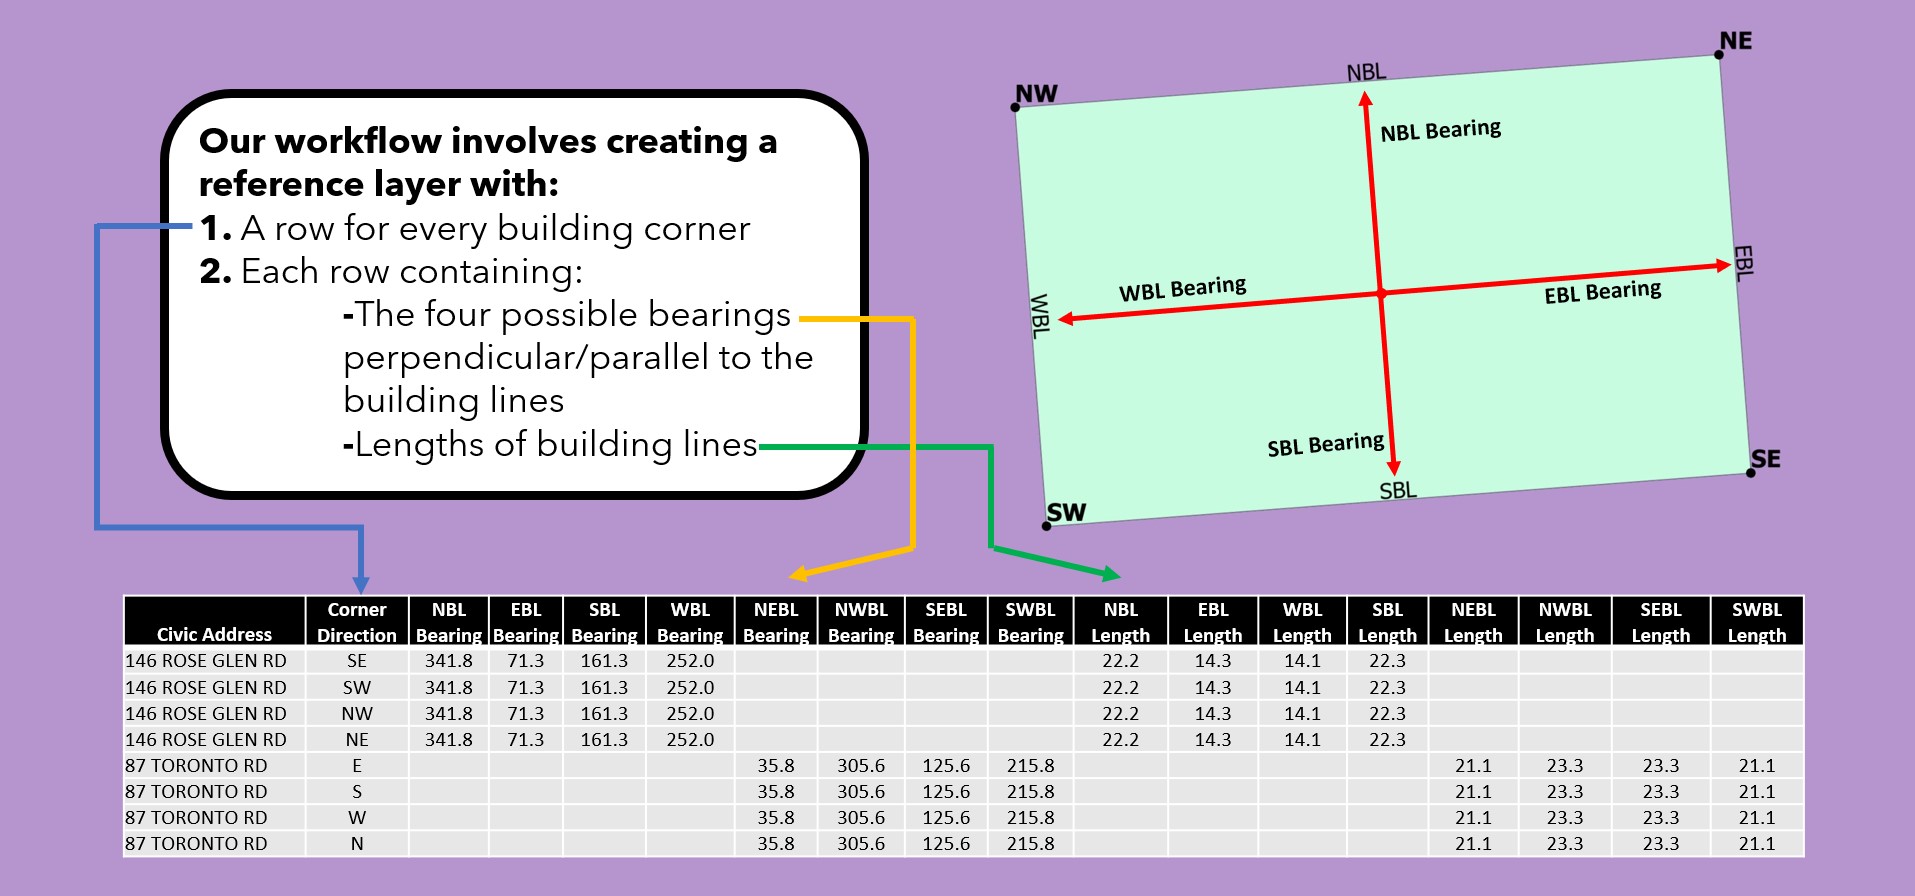 Our workflow involves creating a
reference layer with:
1. A row for every building corner
2. Each row containing:
-The four possible bearings
perpendicular/parallel to the
building lines
-Lengths of building lines
NW
NE
SW
SE
NBL
EBL
WBL
SBL
NBL Bearing
WBL Bearing
EBL Bearing
SBL Bearing
Civic Address Corner Direction NBL Bearing EBL Bearing SBL Bearing WBL Bearing NEBL Bearing NWBL Bearing SEBL Bearing SWBL Bearing NBL Length EBL Length WBL Length SBL Length NEBL Length NWBL Length SEBL Length SWBL Length
146 ROSE GLEN RD SE 341.8 71.3 161.3 252.0 22.2 14.3 14.1 22.3
146 ROSE GLEN RD SW 341.8 71.3 161.3 252.0 22.2 14.3 14.1 22.3
146 ROSE GLEN RD NW 341.8 71.3 161.3 252.0 22.2 14.3 14.1 22.3
146 ROSE GLEN RD NE 341.8 71.3 161.3 252.0 22.2 14.3 14.1 22.3
87 TORONTO RD E 35.8 305.6 125.6 215.8 21.1 23.3 23.3 21.1
87 TORONTO RD S 35.8 305.6 125.6 215.8 21.1 23.3 23.3 21.1
87 TORONTO RD W 35.8 305.6 125.6 215.8 21.1 23.3 23.3 21.1
87 TORONTO RD N 35.8 305.6 125.6 215.8 21.1 23.3 23.3 21.1